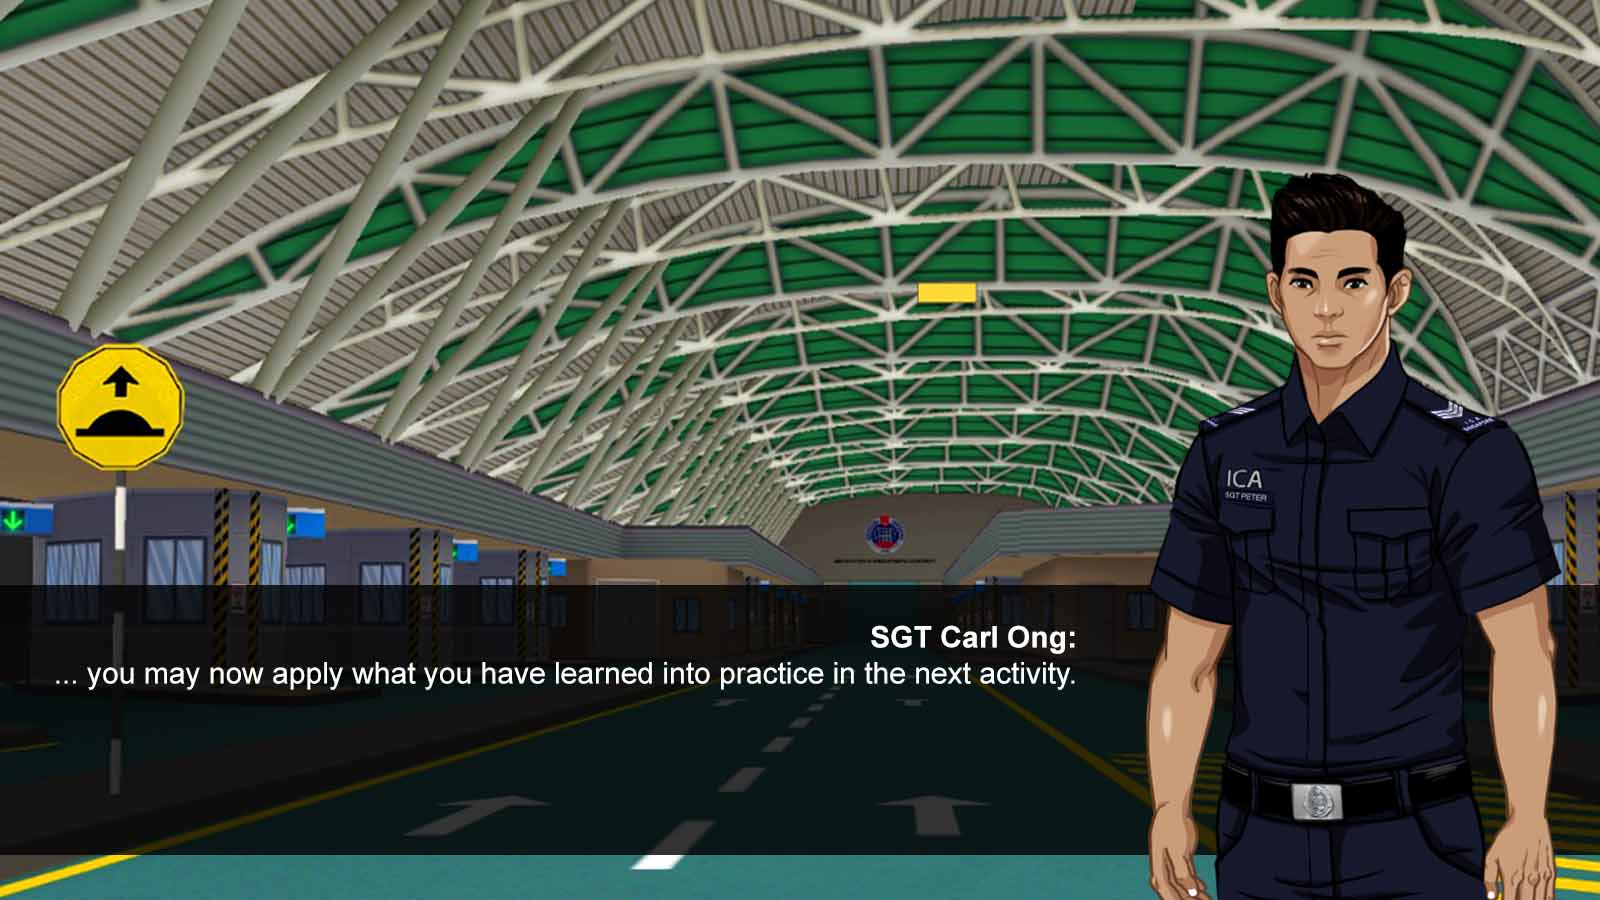 ICA
SGT PETER
SGT Carl Ong:
... you may now apply what you have learned into practice in the next activity.